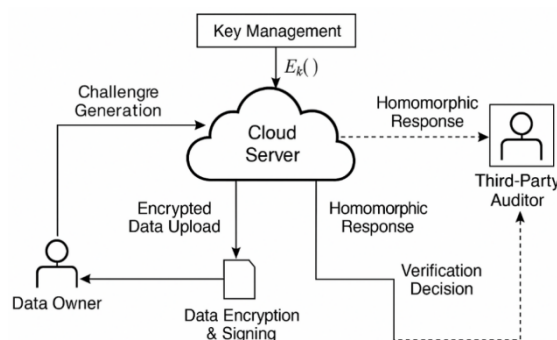 Key Management
E_k()
Challengre
Generation
Cloud
Server
Homomorphic
Response
Third-Party
Auditor
Encrypted
Data Upload
Homomorphic
Response
Verification
Decision
Data Owner
Data Encryption
& Signing